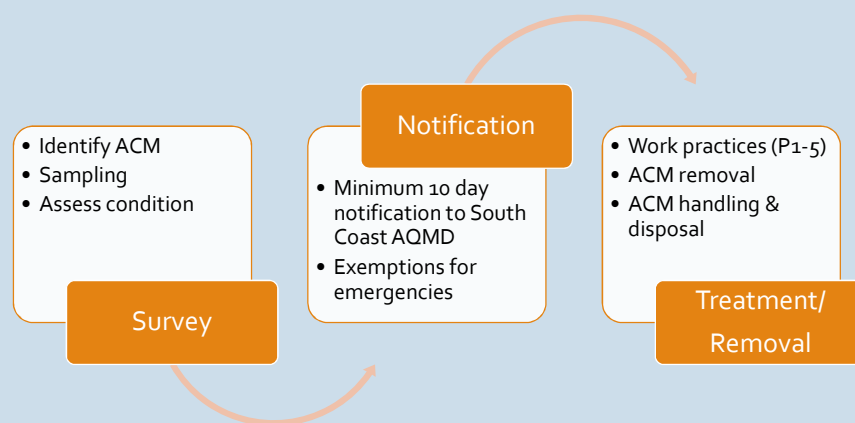 • Identify ACM
• Sampling
• Assess condition
Survey
Notification
• Minimum 10 day
notification to South
Coast AQMD
• Exemptions for
emergencies
• Work practices (P1-5)
• ACM removal
• ACM handling &
disposal
Treatment/
Removal